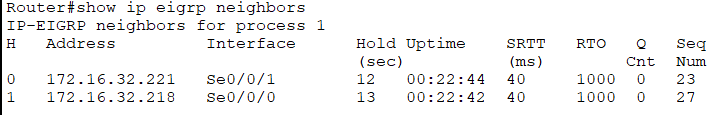 Router#show ip eigrp neighbors
IP-EIGRP neighbors for process 1
H   Address         Interface      Hold Uptime    SRTT   RTO   Q   Seq
                                   (sec)          (ms)        Cnt  Num
0   172.16.32.221   Se0/0/1        12   00:22:44  40     1000  0   23
1   172.16.32.218   Se0/0/0        13   00:22:42  40     1000  0   27